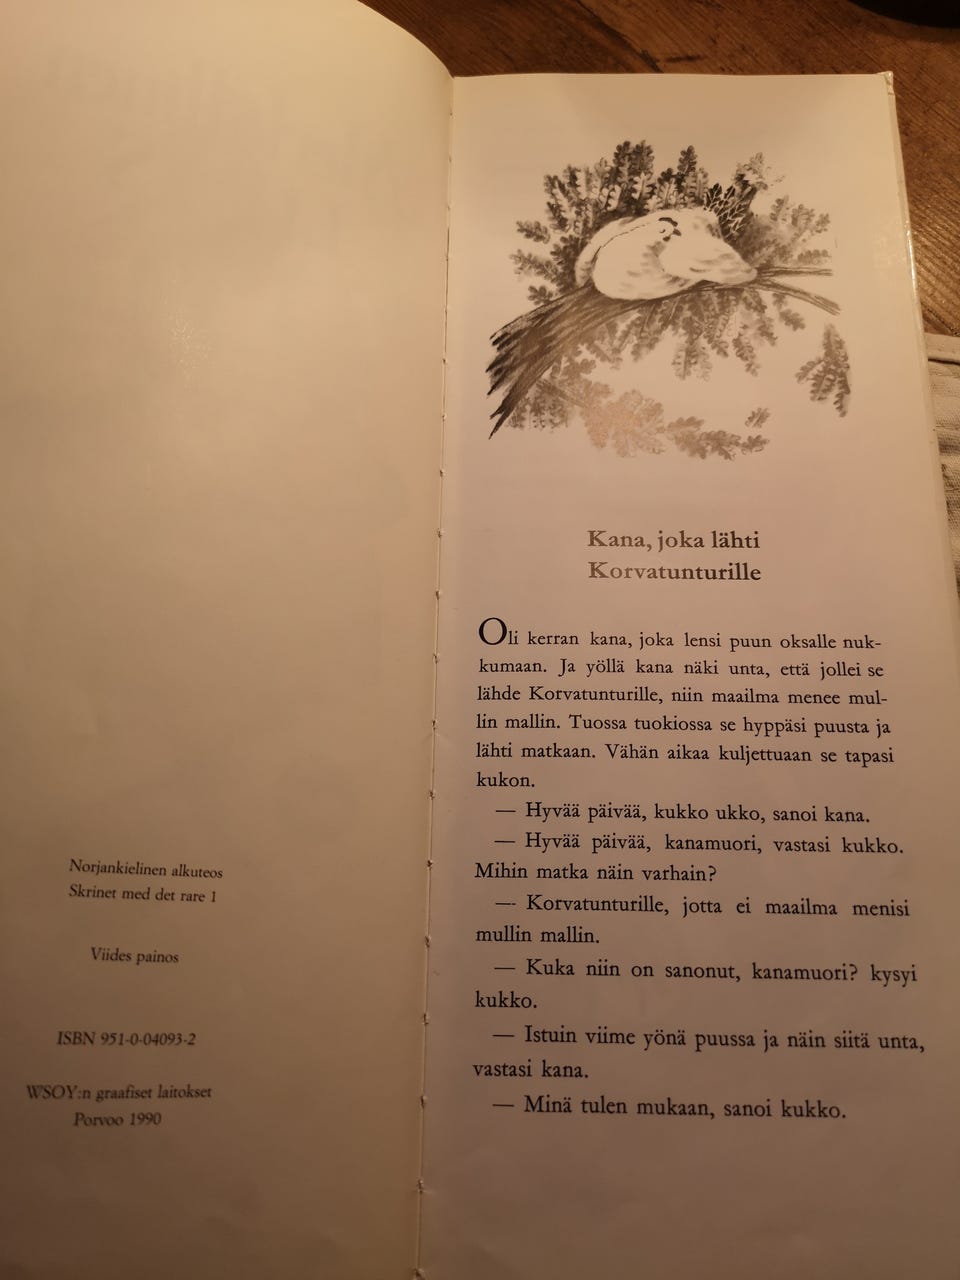 Norjankielinen alkuteos
Skrinet med det rare 1
Viides painos
ISBN 951-0-04093-2
WSOY:n graafiset laitokset
Porvoo 1990
Kana, joka lähti
Korvatunturille
Oli kerran kana, joka lensi puun oksalle nuk-
kumaan. Ja yöllä kana näki unta, että jollei se
lähde Korvatunturille, niin maailma menee mul-
lin mallin. Tuossa tuokiossa se hyppäsi puusta ja
lähti matkaan. Vähän aikaa kuljettuaan se tapasi
kukon.
— Hyvää päivää, kukko ukko, sanoi kana.
— Hyvää päivää, kanamuori, vastasi kukko.
Mihin matka näin varhain?
— Korvatunturille, jotta ei maailma menisi
mullin mallin.
— Kuka niin on sanonut, kanamuori? kysyi
kukko.
— Istuin viime yönä puussa ja näin siitä unta,
vastasi kana.
— Minä tulen mukaan, sanoi kukko.